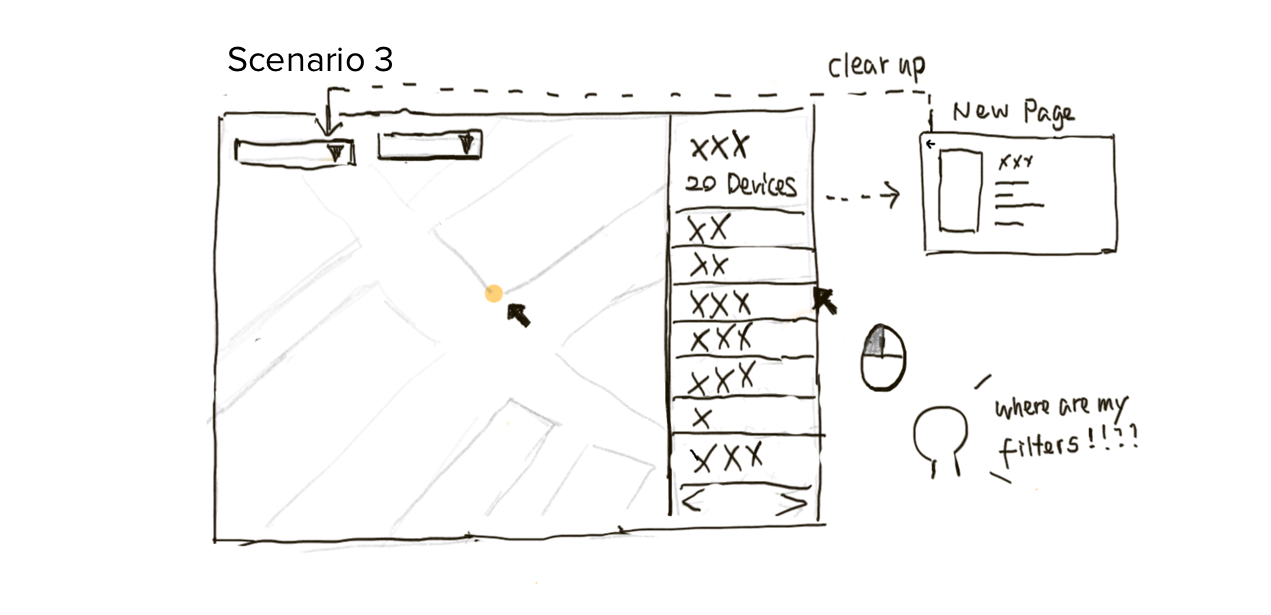 Scenario 3
clear up
New Page
XXX
20 Devices
XX
XX
XXX
XXX
XXX
X
XXX
xxx
where are my
filters!!??